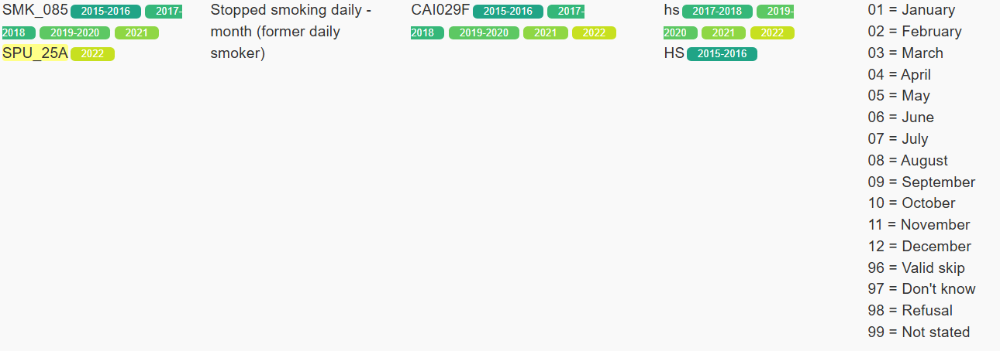 SMK_085 2015-2016 2017-
2018 2019-2020 2021
SPU_25A 2022
Stopped smoking daily -
month (former daily
smoker)
CAI029F 2015-2016 2017-
2018 2019-2020 2021 2022
hs 2017-2018 2019-
2020 2021 2022
HS 2015-2016
01 = January
02 = February
03 = March
04 = April
05 = May
06 = June
07 = July
08 = August
09 = September
10 = October
11 = November
12 = December
96 = Valid skip
97 = Don't know
98 = Refusal
99 = Not stated